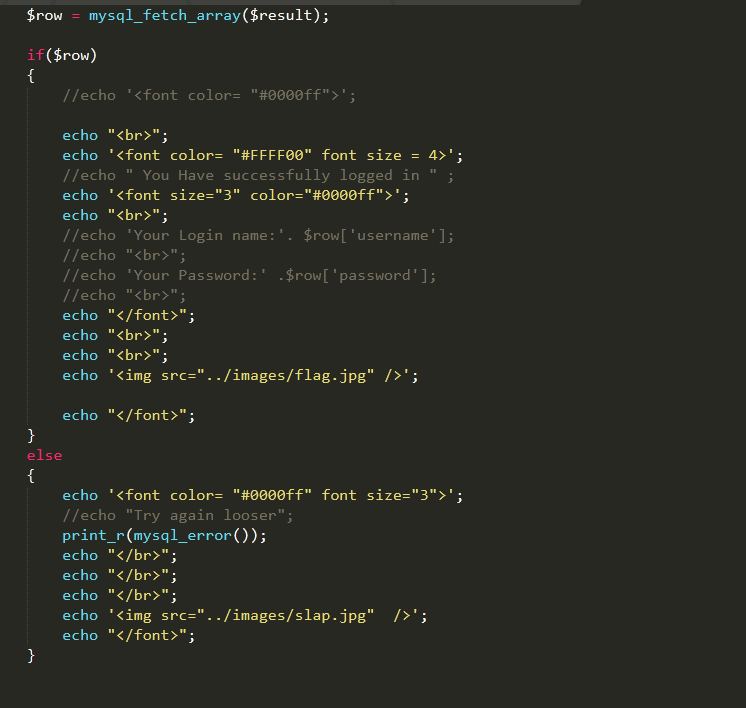 $row = mysql_fetch_array($result);
if($row)
{
//echo '<font color= "#0000ff">';
echo "<br>";
echo '<font color= "#FFFF00" font size = 4>';
//echo " You Have successfully logged in " ;
echo '<font size="3" color="#0000ff">';
echo "<br>";
//echo 'Your Login name:'. $row['username'];
//echo "<br>";
//echo 'Your Password:' .$row['password'];
//echo "<br>";
echo "</font>";
echo "<br>";
echo "<br>";
echo '<img src="../images/flag.jpg" />';
echo "</font>";
}
else
{
echo '<font color= "#0000ff" font size="3">';
//echo "Try again looser";
print_r(mysql_error());
echo "</br>";
echo "</br>";
echo "</br>";
echo '<img src="../images/slap.jpg"  />';
echo "</font>";
}